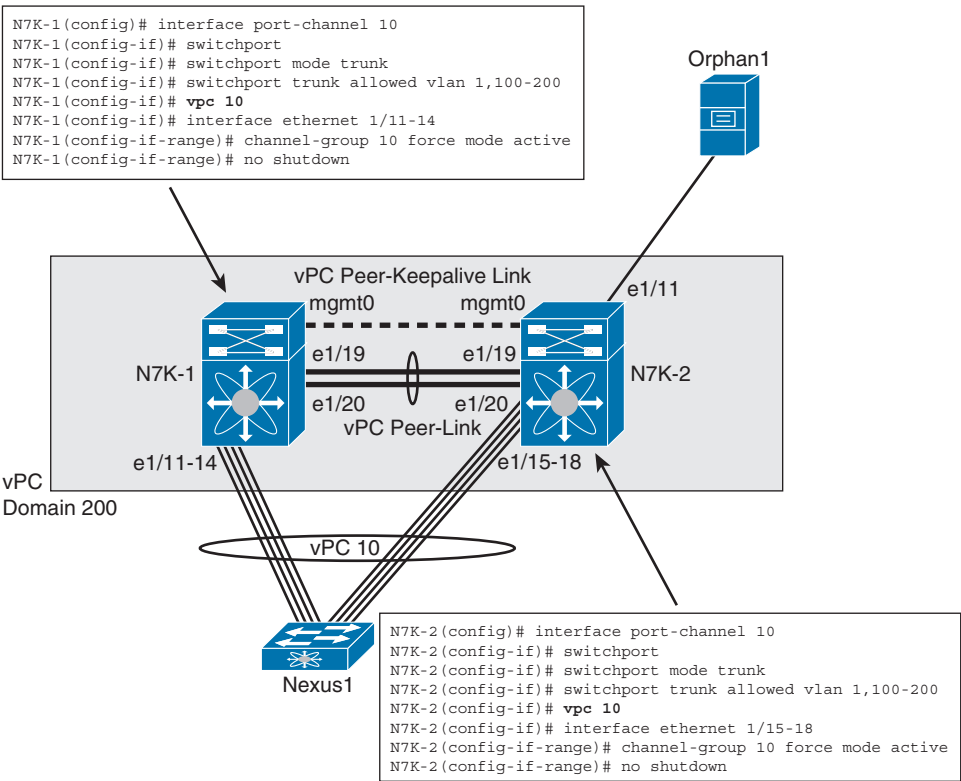 N7K-1(config)# interface port-channel 10
N7K-1(config-if)# switchport
N7K-1(config-if)# switchport mode trunk
N7K-1(config-if)# switchport trunk allowed vlan 1,100-200
N7K-1(config-if)# vpc 10
N7K-1(config-if)# interface ethernet 1/11-14
N7K-1(config-if-range)# channel-group 10 force mode active
N7K-1(config-if-range)# no shutdown
Orphan1
vPC Peer-Keepalive Link
mgmt0
mgmt0
e1/11
e1/19
e1/19
N7K-1
N7K-2
e1/20
e1/20
vPC Peer-Link
e1/11-14
e1/15-18
vPC
Domain 200
vPC 10
Nexus1
N7K-2(config)# interface port-channel 10
N7K-2(config-if)# switchport
N7K-2(config-if)# switchport mode trunk
N7K-2(config-if)# switchport trunk allowed vlan 1,100-200
N7K-2(config-if)# vpc 10
N7K-2(config-if)# interface ethernet 1/15-18
N7K-2(config-if-range)# channel-group 10 force mode active
N7K-2(config-if-range)# no shutdown